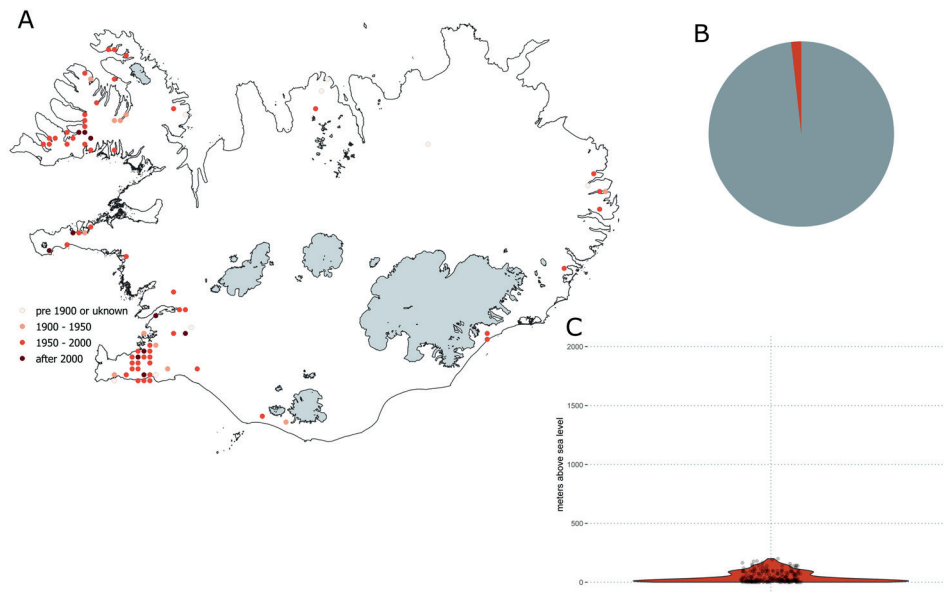 A
B
pre 1900 or uknown
1900 - 1950
1950 - 2000
after 2000
C
meters above sea level
2000
1500
1000
500
0